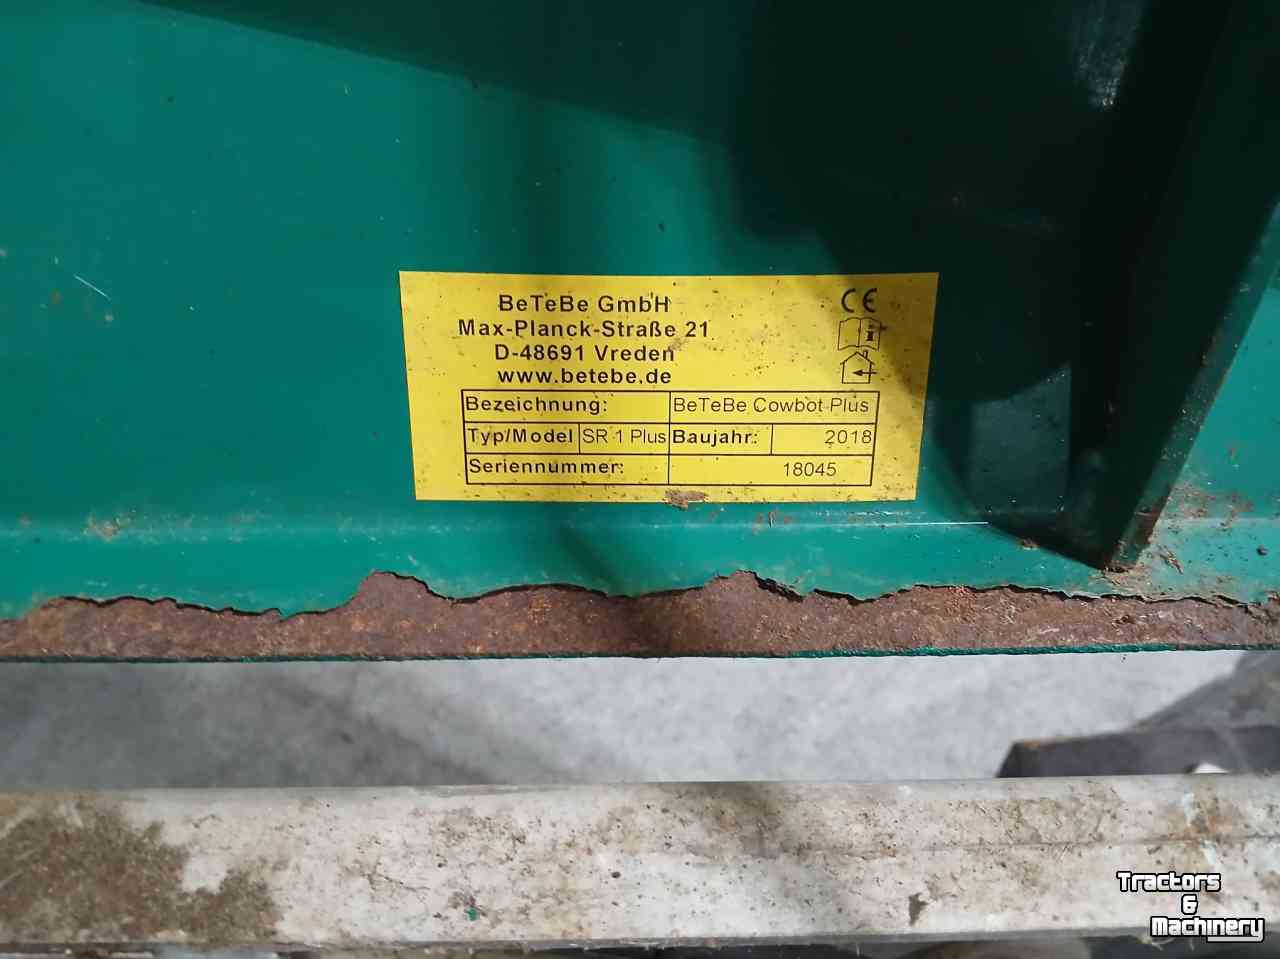 BeTeBe GmbH
Max-Planck-Straße 21
D-48691 Vreden
www.betebe.de
CE
i
Bezeichnung: BeTeBe Cowbot Plus
Typ/Model SR 1 Plus Baujahr: 2018
Seriennummer: 18045
Tractors
&
Machinery